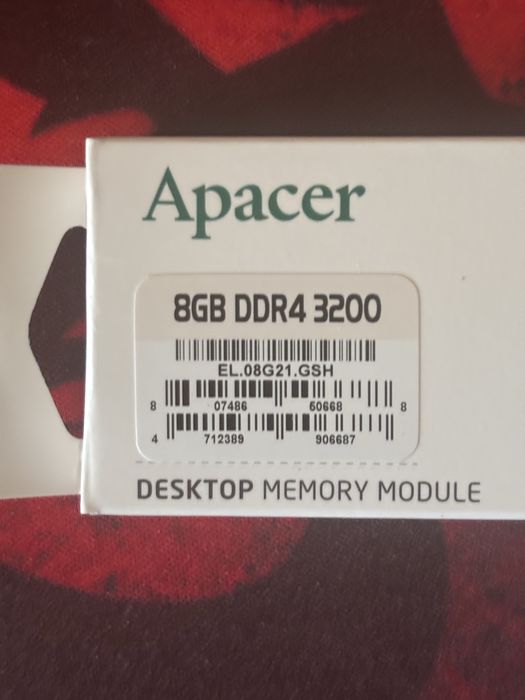 Apacer
8GB DDR4 3200
EL.08G21.GSH
8 07486 50668 8
4 712389 906687
DESKTOP MEMORY MODULE